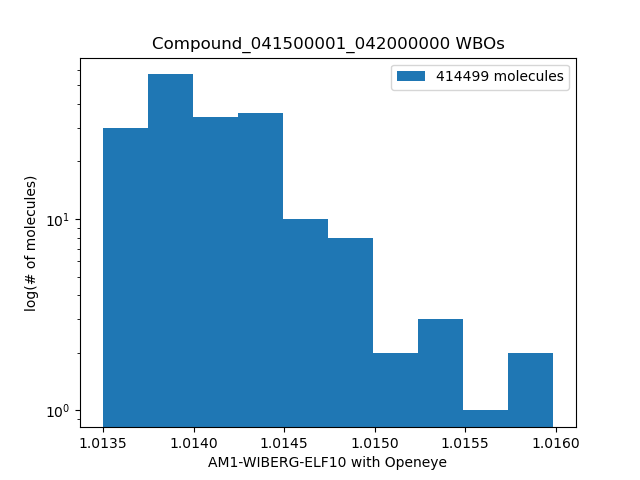 Compound_041500001_042000000 WBOs
414499 molecules
log(# of molecules)
10¹
10⁰
1.0135 1.0140 1.0145 1.0150 1.0155 1.0160
AM1-WIBERG-ELF10 with Openeye